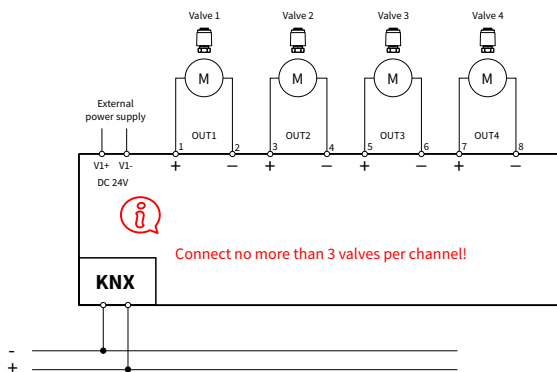 Valve 1 Valve 2 Valve 3 Valve 4
M M M M
External
power supply
OUT1 OUT2 OUT3 OUT4
1 2 3 4 5 6 7 8
V1+ V1- + − + − + − + −
DC 24V
i
Connect no more than 3 valves per channel!
KNX
-
+